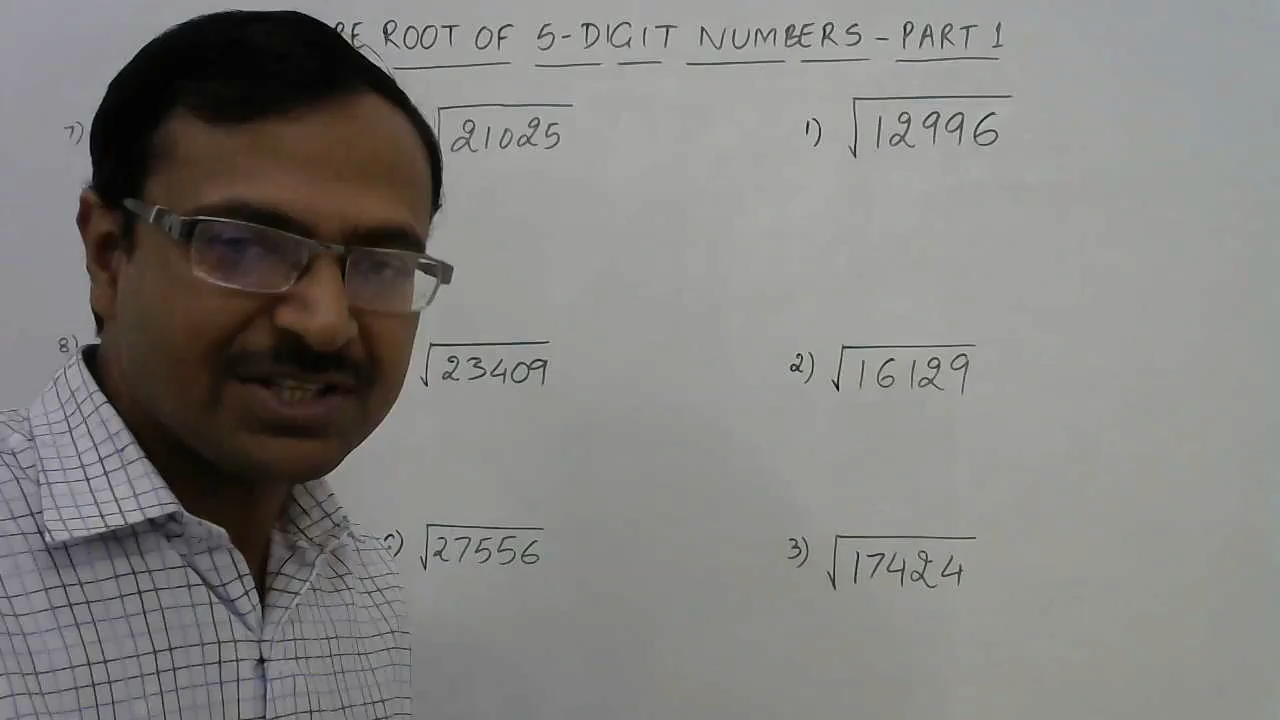 RE ROOT OF 5-DIGIT NUMBERS - PART 1
7) √21025
1) √12996
8) √23409
2) √16129
c) √27556
3) √17424